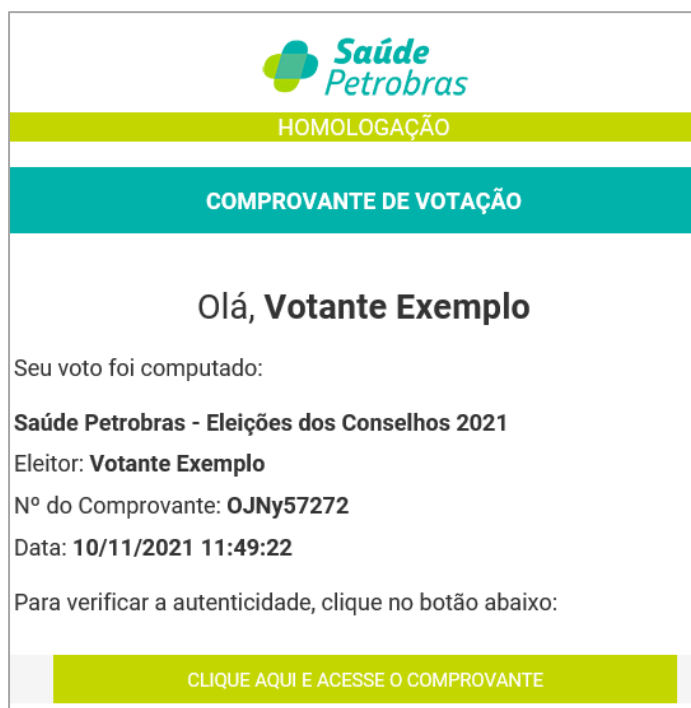 Saúde
Petrobras
HOMOLOGAÇÃO
COMPROVANTE DE VOTAÇÃO
Olá, Votante Exemplo
Seu voto foi computado:
Saúde Petrobras - Eleições dos Conselhos 2021
Eleitor: Votante Exemplo
Nº do Comprovante: OJNy57272
Data: 10/11/2021 11:49:22
Para verificar a autenticidade, clique no botão abaixo:
CLIQUE AQUI E ACESSE O COMPROVANTE